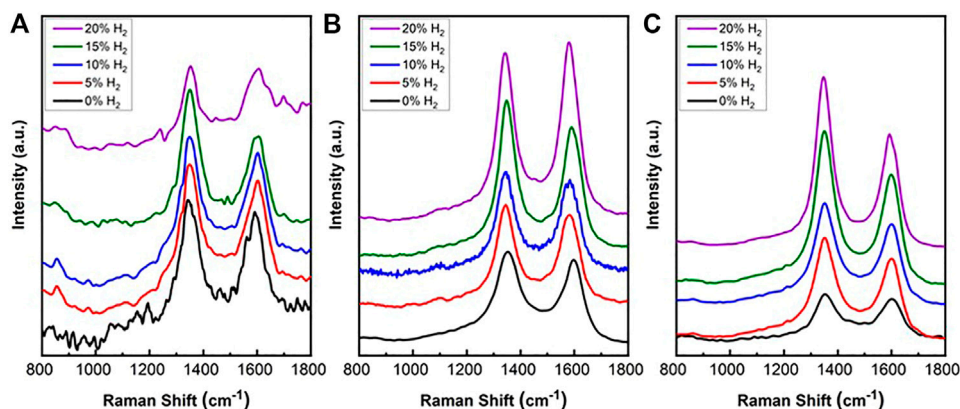 A
20% H2
15% H2
10% H2
5% H2
0% H2
Intensity (a.u.)
800 1000 1200 1400 1600 1800
Raman Shift (cm-1)
B
20% H2
15% H2
10% H2
5% H2
0% H2
Intensity (a.u.)
800 1000 1200 1400 1600 1800
Raman Shift (cm-1)
C
20% H2
15% H2
10% H2
5% H2
0% H2
Intensity (a.u.)
800 1000 1200 1400 1600 1800
Raman Shift (cm-1)